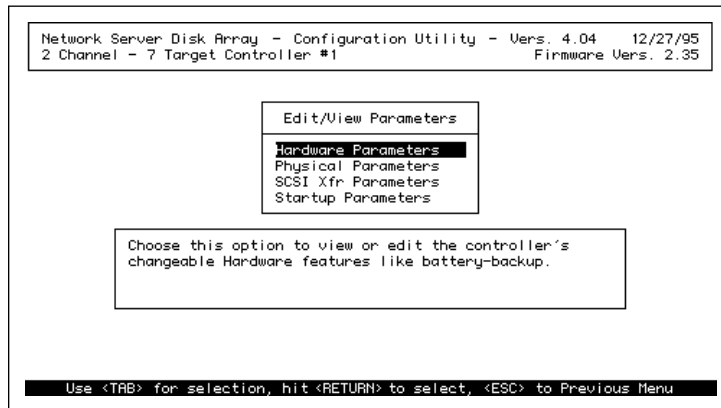 Network Server Disk Array - Configuration Utility - Vers. 4.04 12/27/95
2 Channel - 7 Target Controller #1 Firmware Vers. 2.35
Edit/View Parameters
Hardware Parameters
Physical Parameters
SCSI Xfr Parameters
Startup Parameters
Choose this option to view or edit the controller's
changeable Hardware features like battery-backup.
Use <TAB> for selection, hit <RETURN> to select, <ESC> to Previous Menu